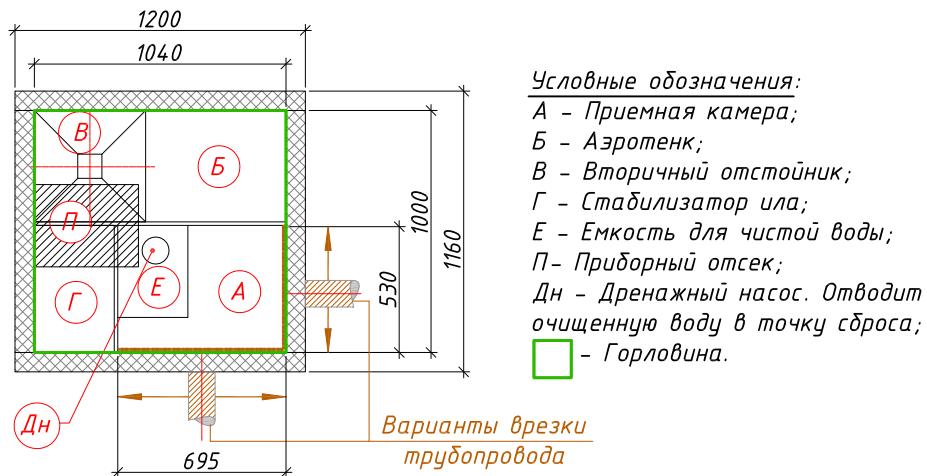 1200
1040
Условные обозначения:
А - Приемная камера;
Б - Аэротенк;
В - Вторичный отстойник;
Г - Стабилизатор ила;
Е - Емкость для чистой воды;
П- Приборный отсек;
Дн - Дренажный насос. Отводит
очищенную воду в точку сброса;
- Горловина.
В
Б
П
Г
Е
А
Дн
1000
1160
530
695
Варианты врезки
трубопровода